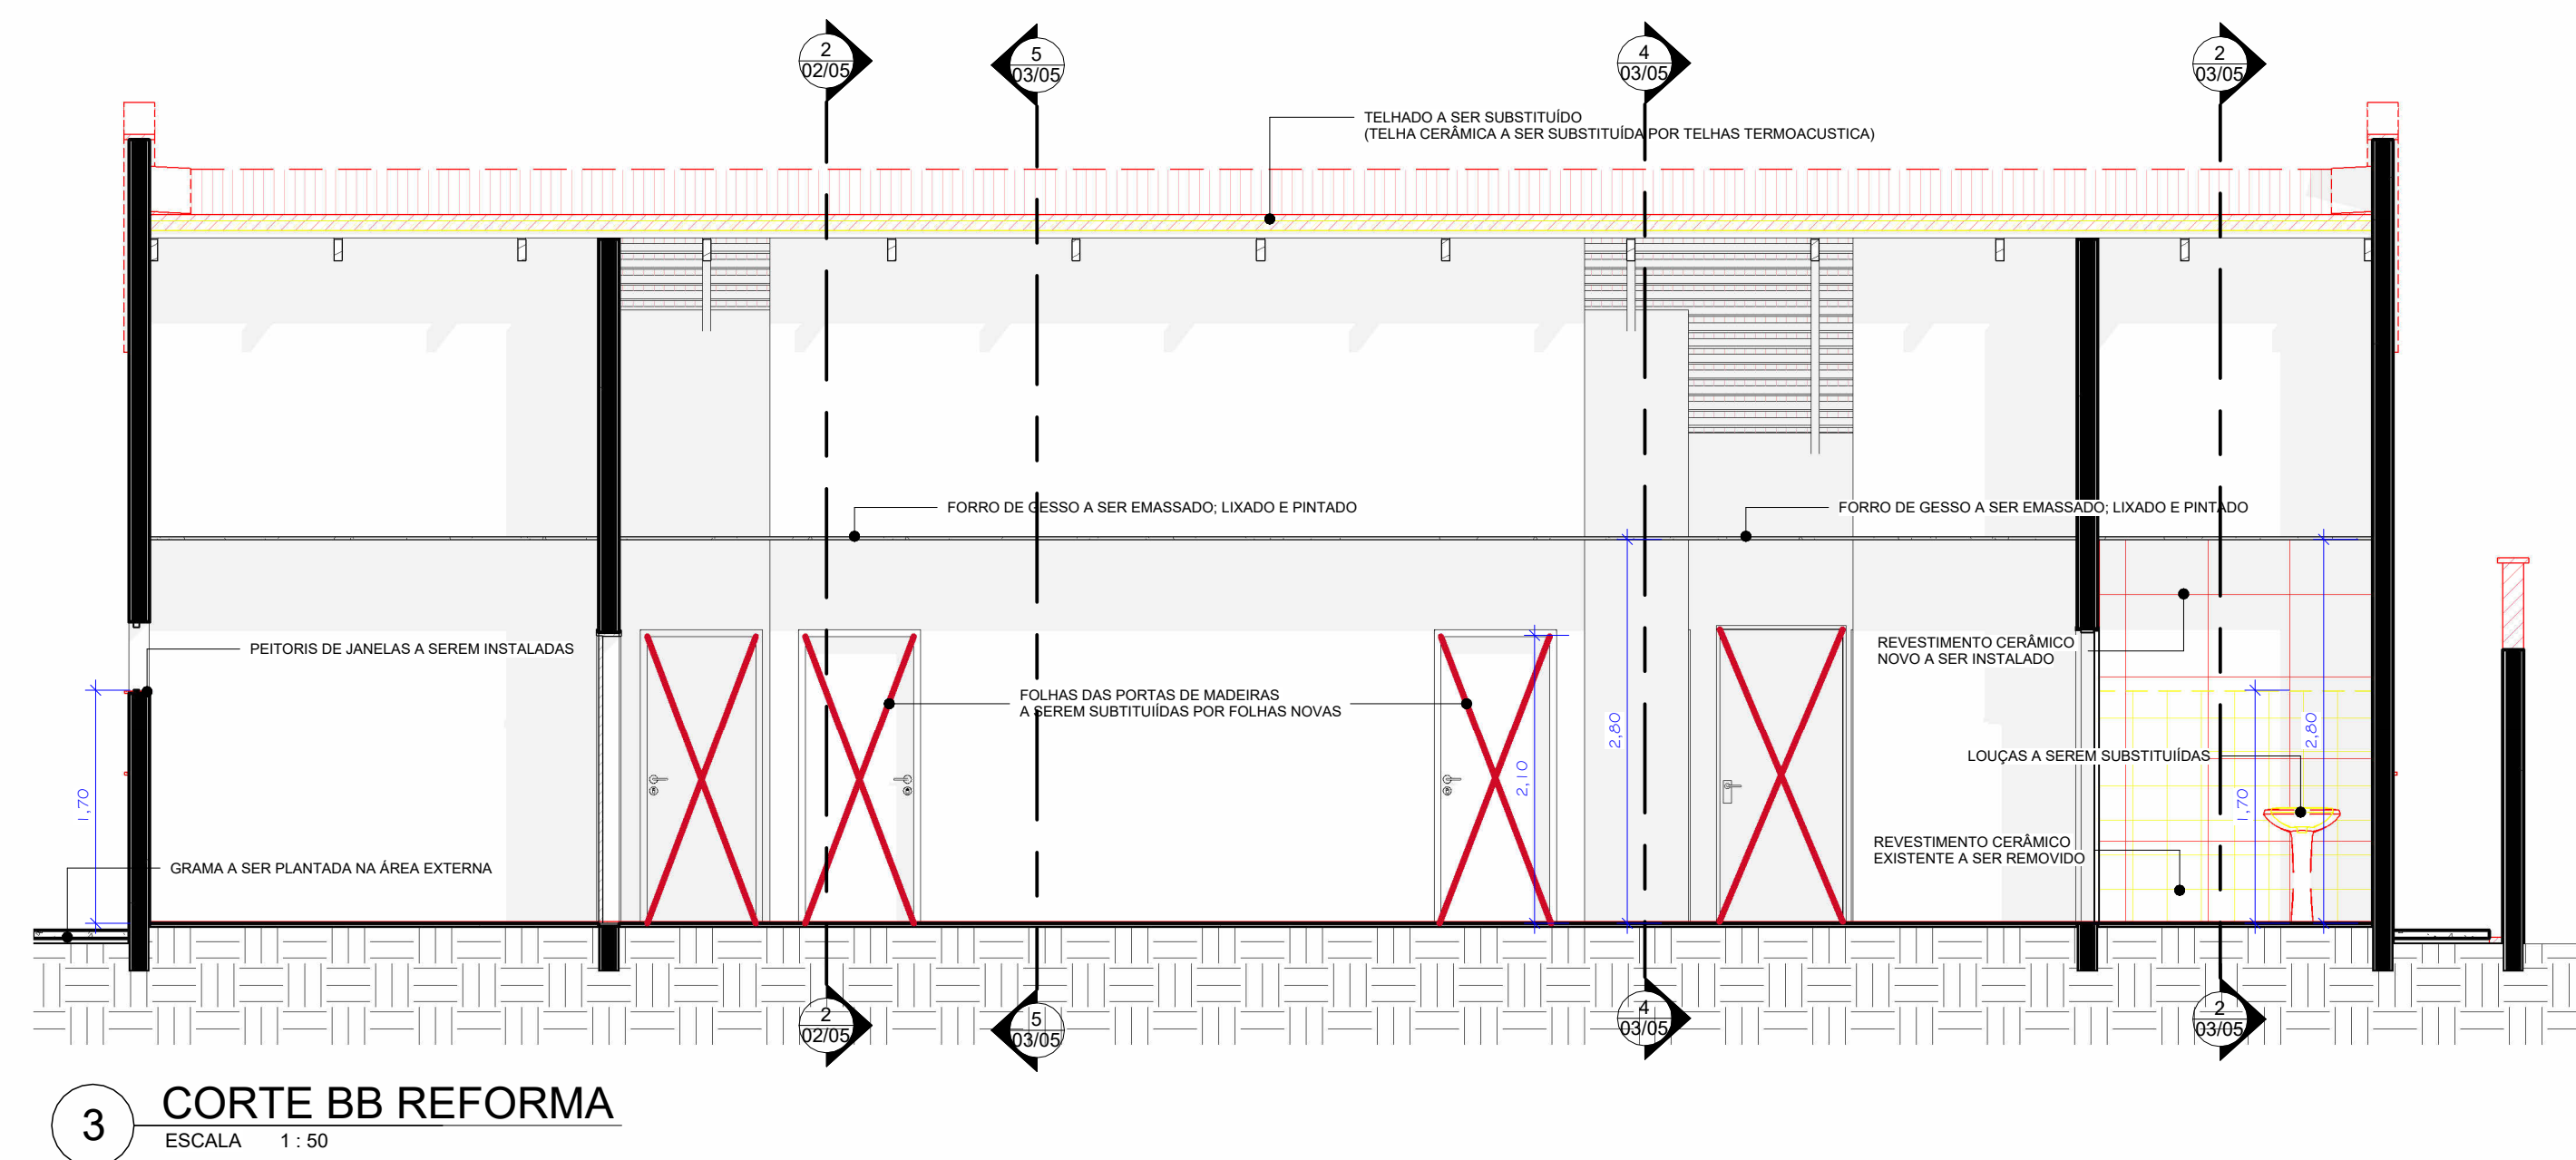 2
02/05
5
03/05
4
03/05
2
03/05
TELHADO A SER SUBSTITUÍDO
(TELHA CERÂMICA A SER SUBSTITUÍDA POR TELHAS TERMOACUSTICA)
FORRO DE GESSO A SER EMASSADO; LIXADO E PINTADO
FORRO DE GESSO A SER EMASSADO; LIXADO E PINTADO
PEITORIS DE JANELAS A SEREM INSTALADAS
REVESTIMENTO CERÂMICO
NOVO A SER INSTALADO
FOLHAS DAS PORTAS DE MADEIRAS
A SEREM SUBTITUIÍDAS POR FOLHAS NOVAS
2,80
2,80
LOUÇAS A SEREM SUBSTITUIÍDAS
2,10
1,70
1,70
REVESTIMENTO CERÂMICO
EXISTENTE A SER REMOVIDO
GRAMA A SER PLANTADA NA ÁREA EXTERNA
2
02/05
5
03/05
4
03/05
2
03/05
3
CORTE BB REFORMA
ESCALA 1 : 50